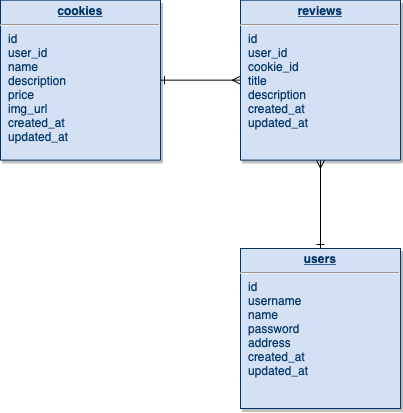 cookies
id
user_id
name
description
price
img_url
created_at
updated_at
reviews
id
user_id
cookie_id
title
description
created_at
updated_at
users
id
username
name
password
address
created_at
updated_at